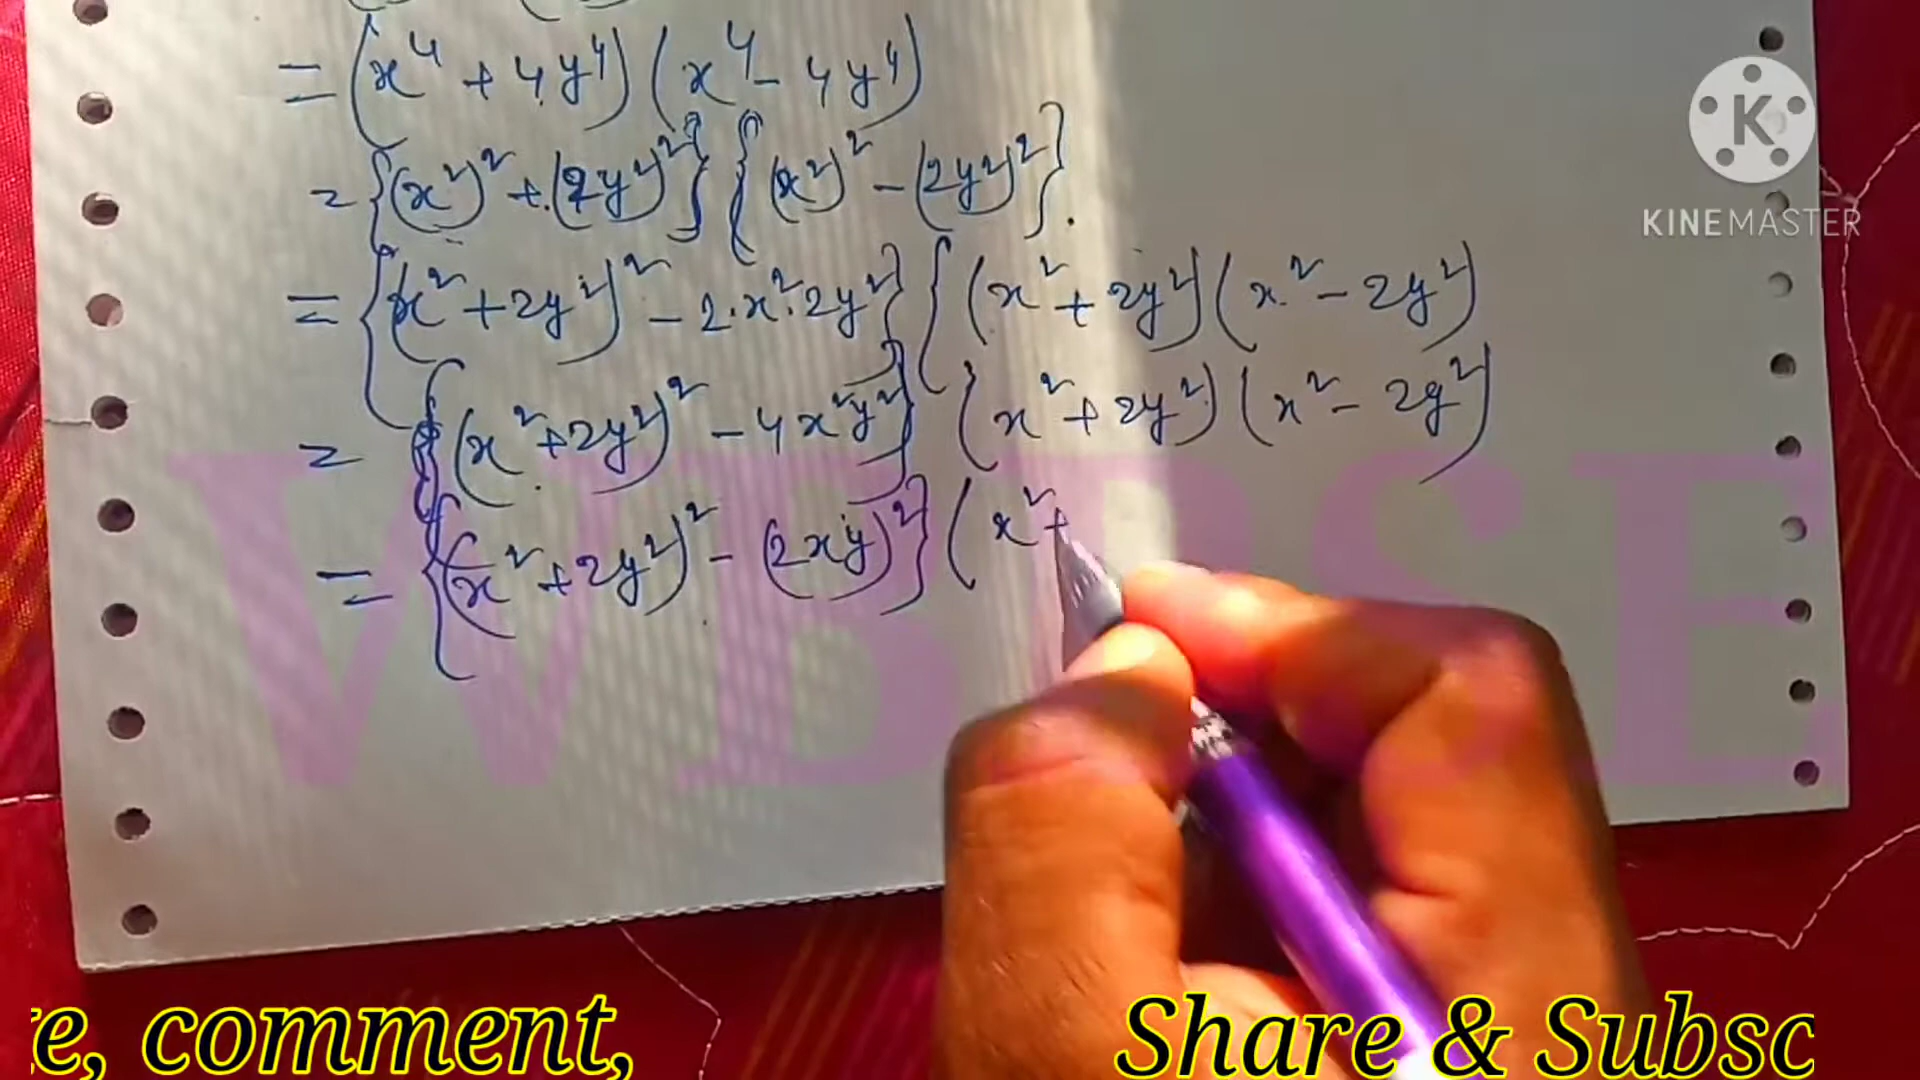 = (x⁴ + 4y⁴) (x⁴ - 4y⁴)
= {(x²)² + (2y²)²} {(x²)² - (2y²)²}.
= {(x² + 2y²)² - 2.x².2y²} { (x² + 2y²) (x² - 2y²)
= {(x² + 2y²)² - 4x²y²} (x² + 2y²) (x² - 2y²)
= {(x² + 2y²)² - (2xy)²} (x² +
K
KINEMASTER
WBBSE
e, comment,
Share & Subsc